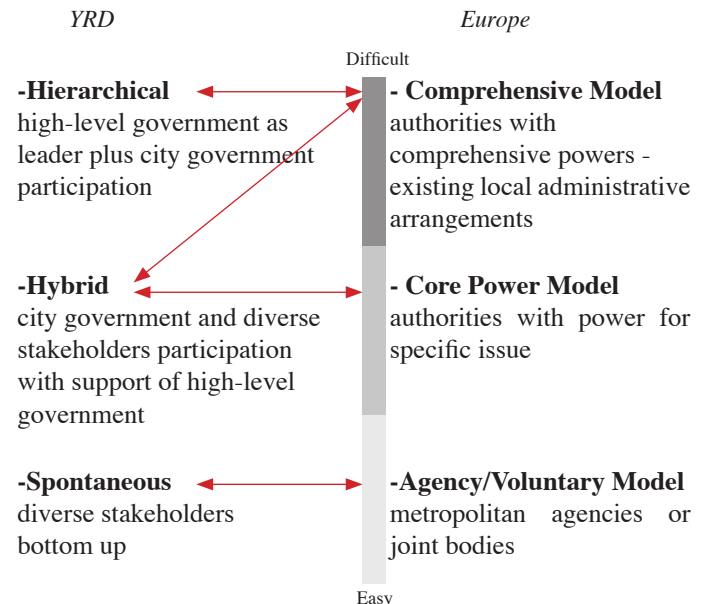 YRD
Europe
Difficult
-Hierarchical
high-level government as
leader plus city government
participation
- Comprehensive Model
authorities with
comprehensive powers -
existing local administrative
arrangements
-Hybrid
city government and diverse
stakeholders participation
with support of high-level
government
- Core Power Model
authorities with power for
specific issue
-Spontaneous
diverse stakeholders
bottom up
-Agency/Voluntary Model
metropolitan agencies or
joint bodies
Easy